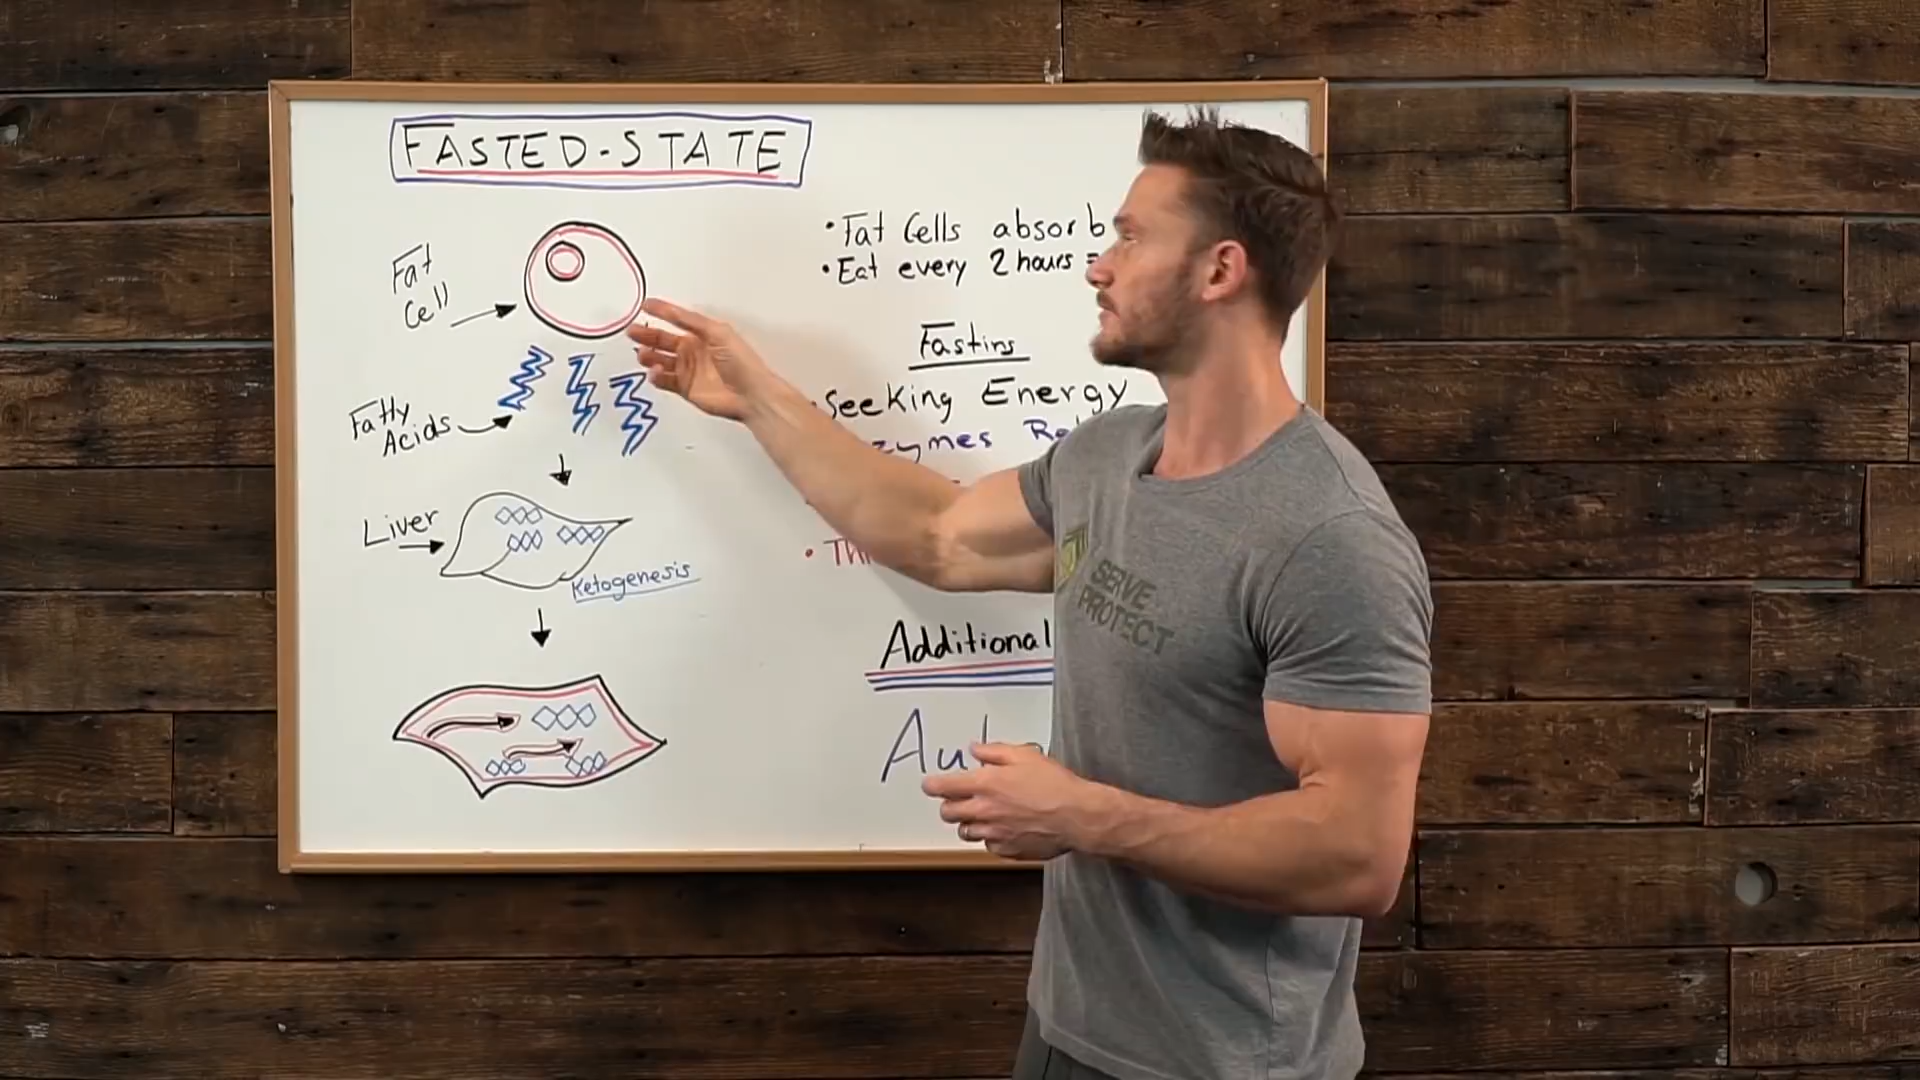 FASTED-STATE
Fat
Cell
Fatty
Acids
Liver
Ketogenesis
• Fat Cells absorb
• Eat every 2 hours =
Fasting
• Seeking Energy
Additional
SERVE
PROTECT